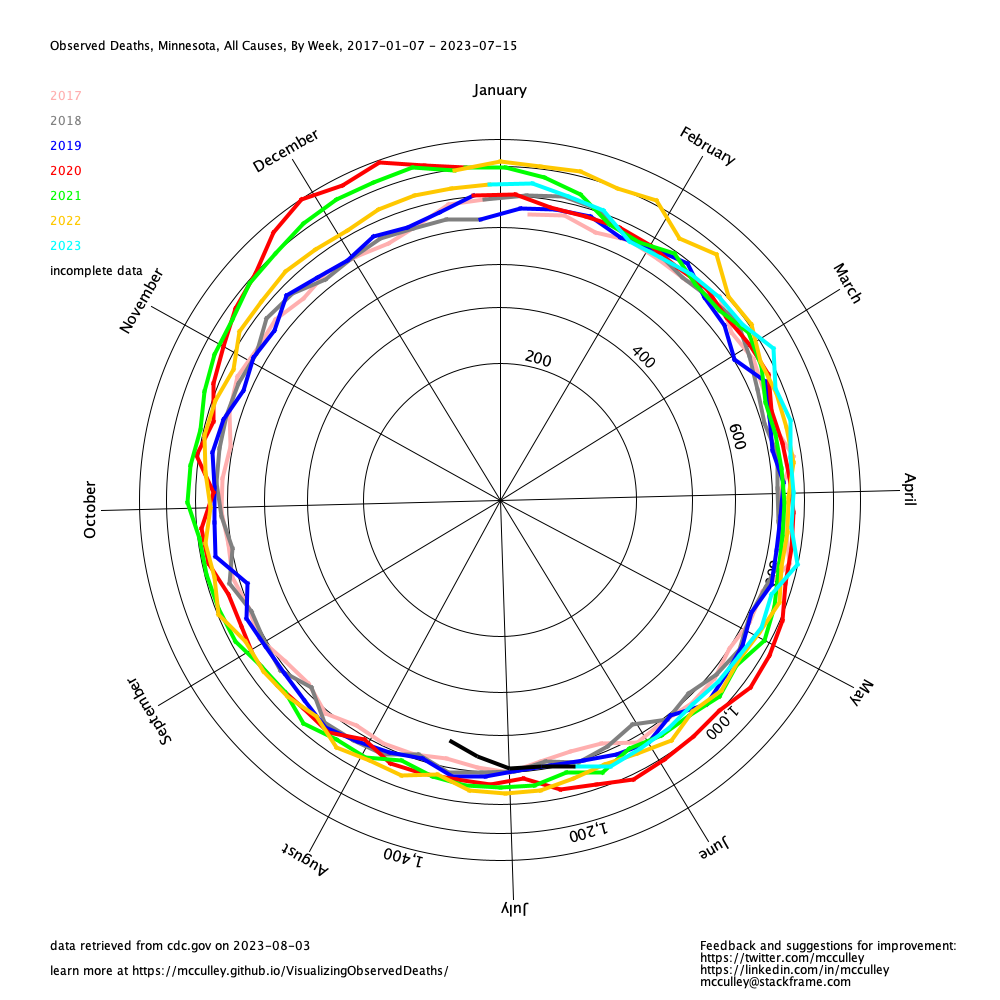 Observed Deaths, Minnesota, All Causes, By Week, 2017-01-07 - 2023-07-15
2017
2018
2019
2020
2021
2022
2023
incomplete data
January
February
March
April
May
June
July
August
September
October
November
December
200
400
600
1,000
1,200
1,400
data retrieved from cdc.gov on 2023-08-03
learn more at https://mcculley.github.io/VisualizingObservedDeaths/
Feedback and suggestions for improvement:
https://twitter.com/mcculley
https://linkedin.com/in/mcculley
mcculley@stackframe.com